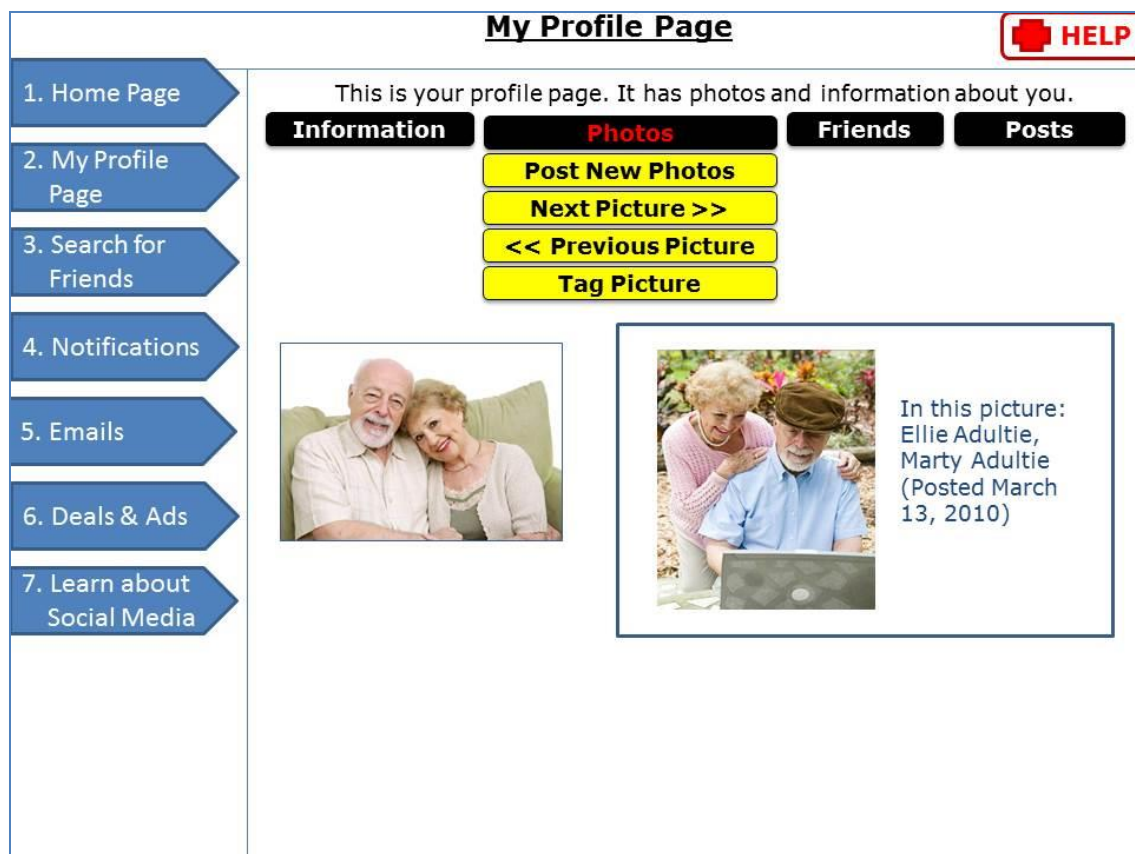 My Profile Page
HELP
1. Home Page
2. My Profile
Page
3. Search for
Friends
4. Notifications
5. Emails
6. Deals & Ads
7. Learn about
Social Media
This is your profile page. It has photos and information about you.
Information
Photos
Friends
Posts
Post New Photos
Next Picture >>
<< Previous Picture
Tag Picture
In this picture:
Ellie Adultie,
Marty Adultie
(Posted March
13, 2010)